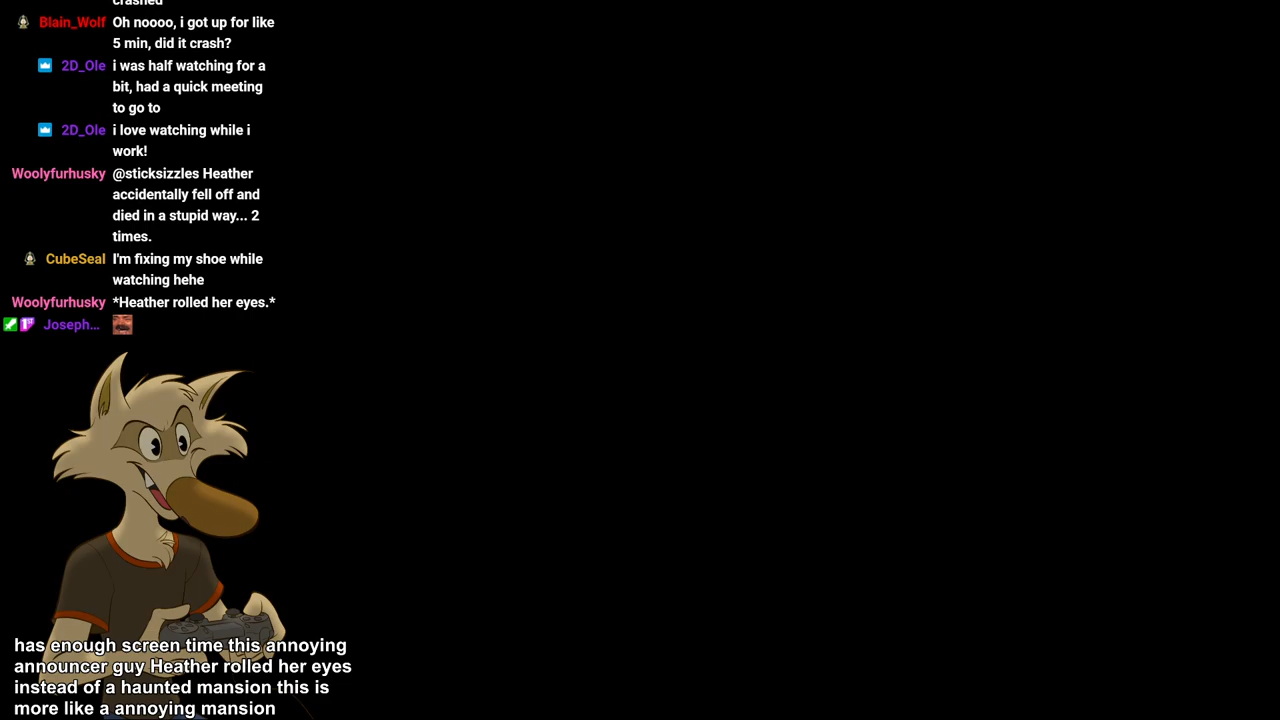 crashed
Blain_Wolf Oh noooo, i got up for like
5 min, did it crash?
2D_Ole i was half watching for a
bit, had a quick meeting
to go to
2D_Ole i love watching while i
work!
Woolyfurhusky @sticksizzles Heather
accidentally fell off and
died in a stupid way... 2
times.
CubeSeal I'm fixing my shoe while
watching hehe
Woolyfurhusky *Heather rolled her eyes.*
Joseph...
has enough screen time this annoying
announcer guy Heather rolled her eyes
instead of a haunted mansion this is
more like a annoying mansion